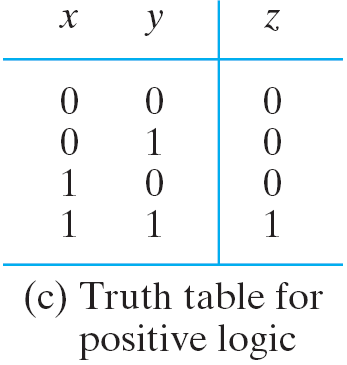 x y z
0 0 0
0 1 0
1 0 0
1 1 1
(c) Truth table for
positive logic